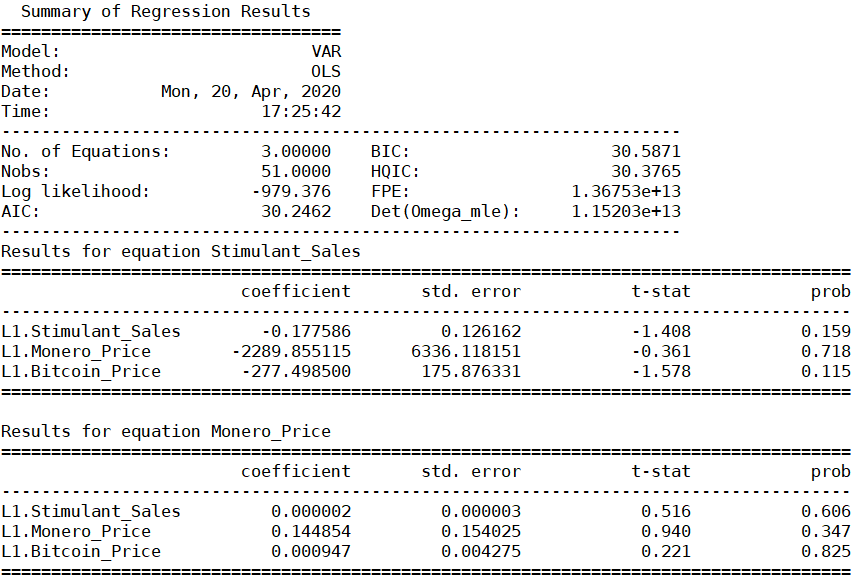 Summary of Regression Results
==================================
Model:                         VAR
Method:                        OLS
Date:           Mon, 20, Apr, 2020
Time:                     17:25:42
--------------------------------------------------------------------
No. of Equations:         3.00000    BIC:                    30.5871
Nobs:                     51.0000    HQIC:                   30.3765
Log likelihood:          -979.376    FPE:                1.36753e+13
AIC:                      30.2462    Det(Omega_mle):     1.15203e+13
--------------------------------------------------------------------
Results for equation Stimulant_Sales
=====================================================================================
                        coefficient       std. error           t-stat            prob
-------------------------------------------------------------------------------------
L1.Stimulant_Sales        -0.177586         0.126162           -1.408           0.159
L1.Monero_Price        -2289.855115      6336.118151           -0.361           0.718
L1.Bitcoin_Price        -277.498500       175.876331           -1.578           0.115
=====================================================================================

Results for equation Monero_Price
=====================================================================================
                        coefficient       std. error           t-stat            prob
-------------------------------------------------------------------------------------
L1.Stimulant_Sales         0.000002         0.000003            0.516           0.606
L1.Monero_Price            0.144854         0.154025            0.940           0.347
L1.Bitcoin_Price           0.000947         0.004275            0.221           0.825
=====================================================================================